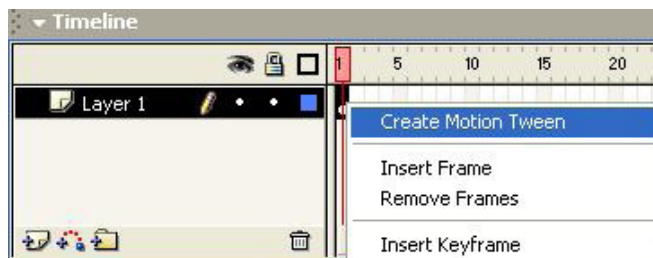 Timeline
1 5 10 15 20
Layer 1
Create Motion Tween
Insert Frame
Remove Frames
Insert Keyframe